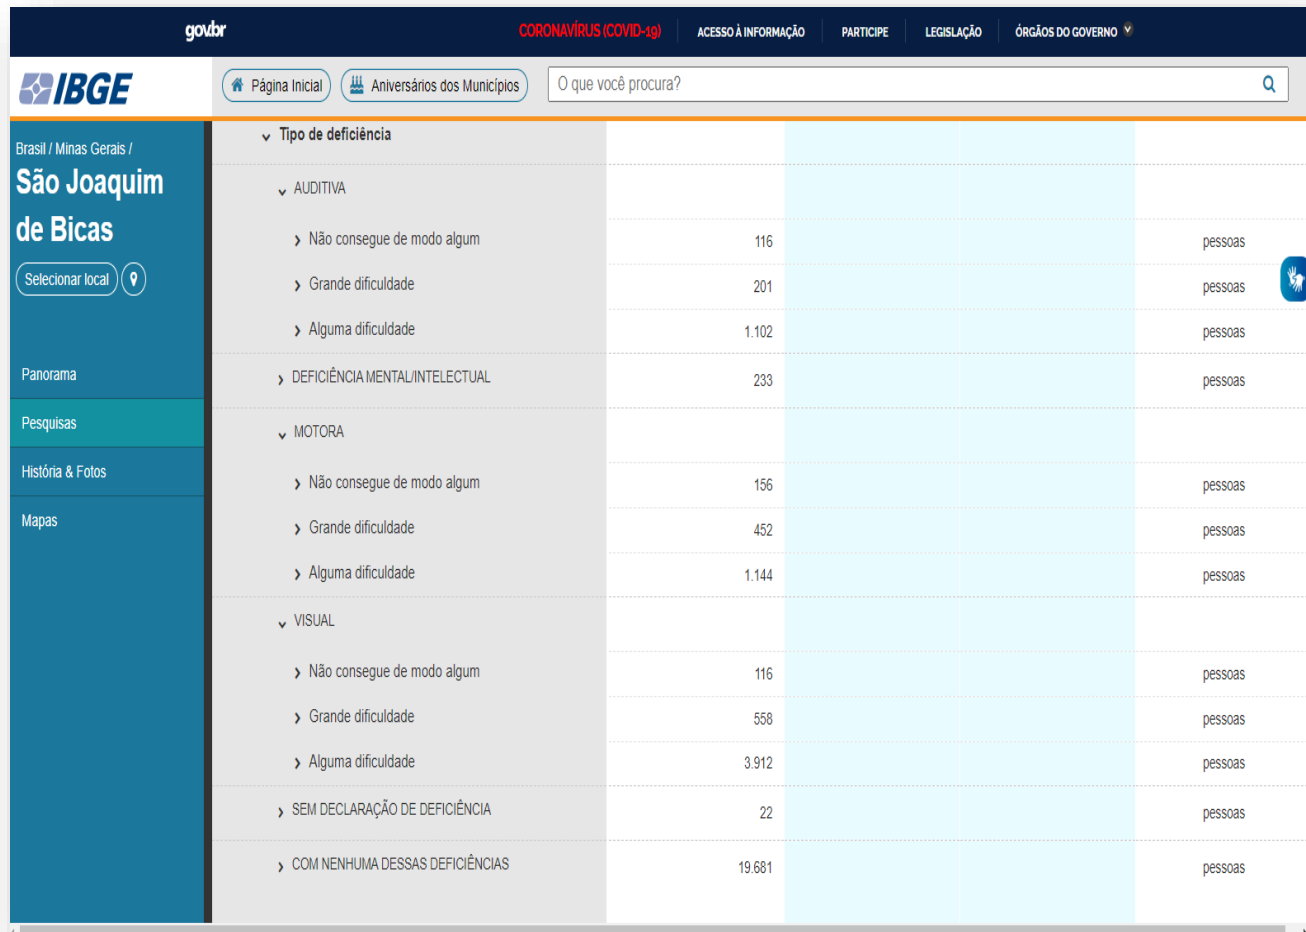 gov.br CORONAVÍRUS (COVID-19) ACESSO À INFORMAÇÃO PARTICIPE LEGISLAÇÃO ÓRGÃOS DO GOVERNO
IBGE Página Inicial Aniversários dos Municípios O que você procura?
Brasil / Minas Gerais /
São Joaquim
de Bicas
Selecionar local
Panorama
Pesquisas
História & Fotos
Mapas
Tipo de deficiência
AUDITIVA
Não consegue de modo algum 116 pessoas
Grande dificuldade 201 pessoas
Alguma dificuldade 1.102 pessoas
DEFICIÊNCIA MENTAL/INTELECTUAL 233 pessoas
MOTORA
Não consegue de modo algum 156 pessoas
Grande dificuldade 452 pessoas
Alguma dificuldade 1.144 pessoas
VISUAL
Não consegue de modo algum 116 pessoas
Grande dificuldade 558 pessoas
Alguma dificuldade 3.912 pessoas
SEM DECLARAÇÃO DE DEFICIÊNCIA 22 pessoas
COM NENHUMA DESSAS DEFICIÊNCIAS 19.681 pessoas